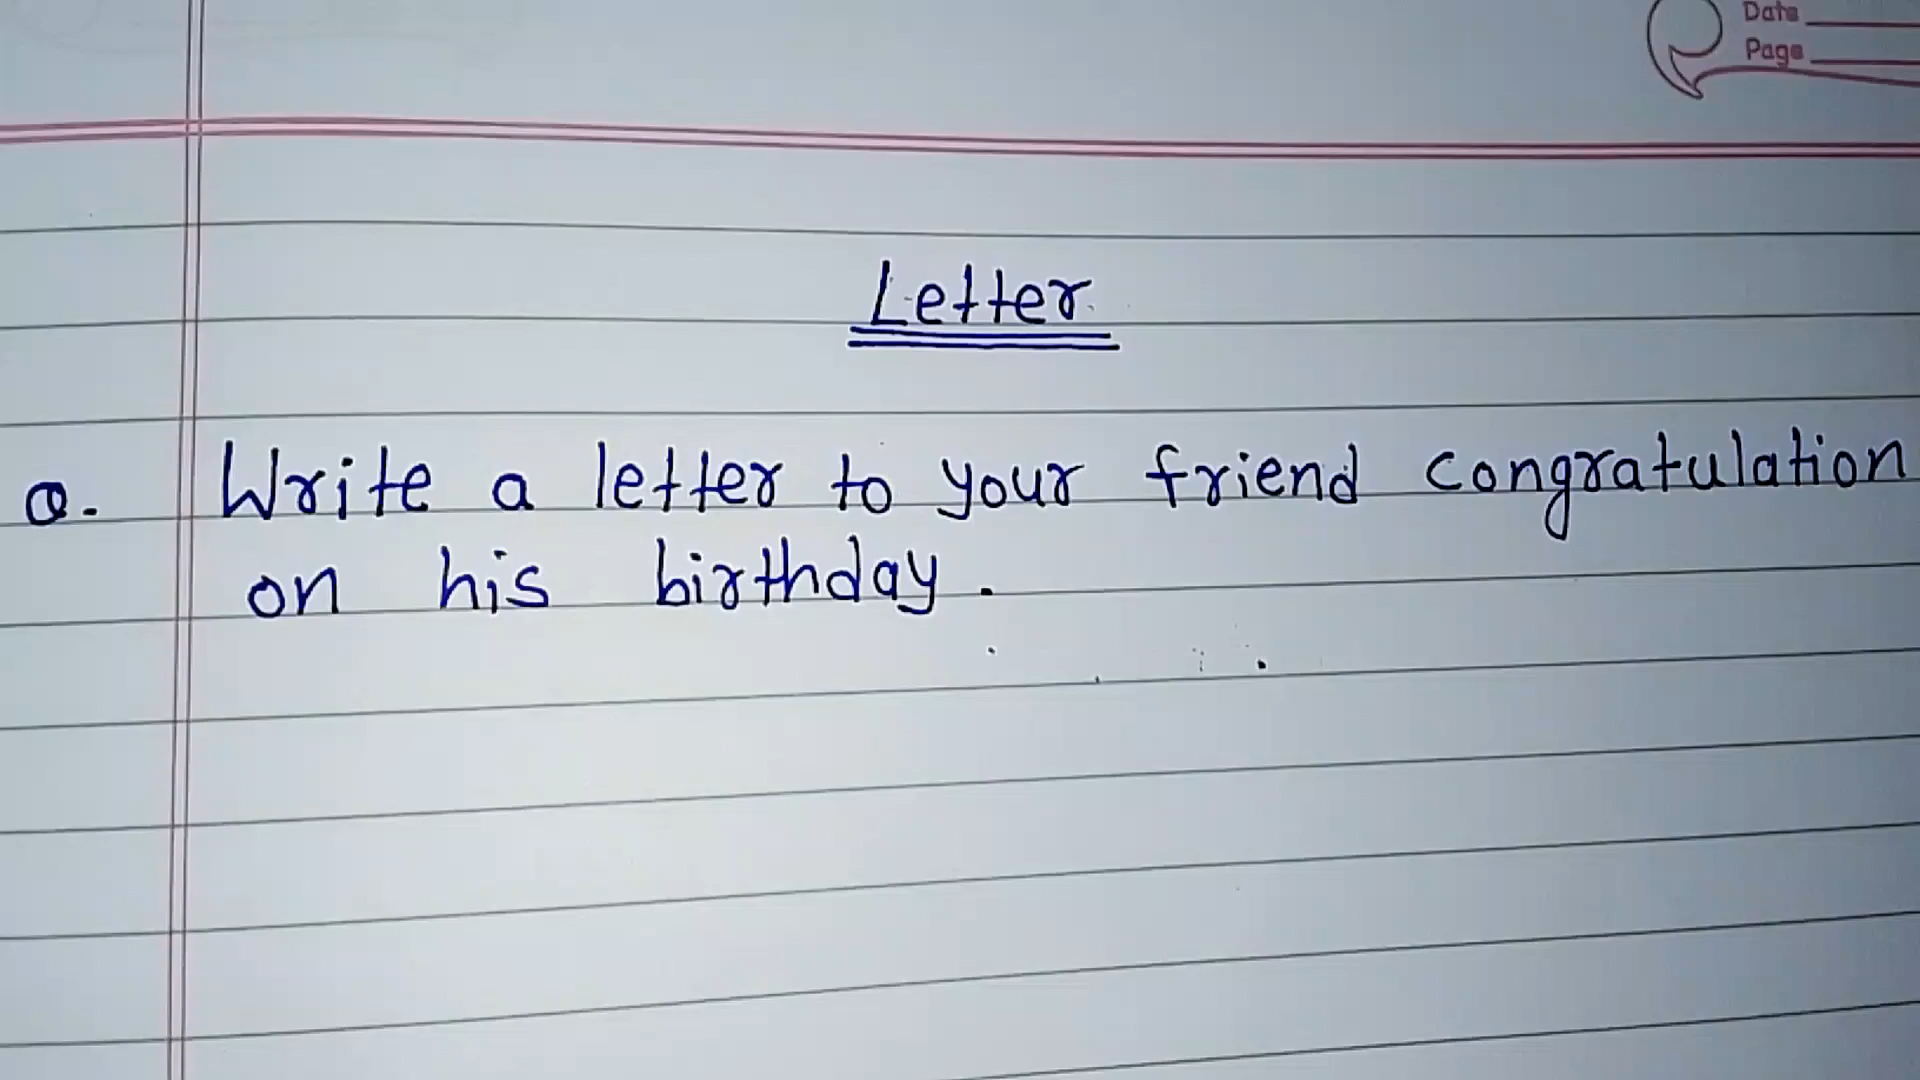 Date
Page
Letter
Q. Write a letter to your friend congratulation
on his birthday.